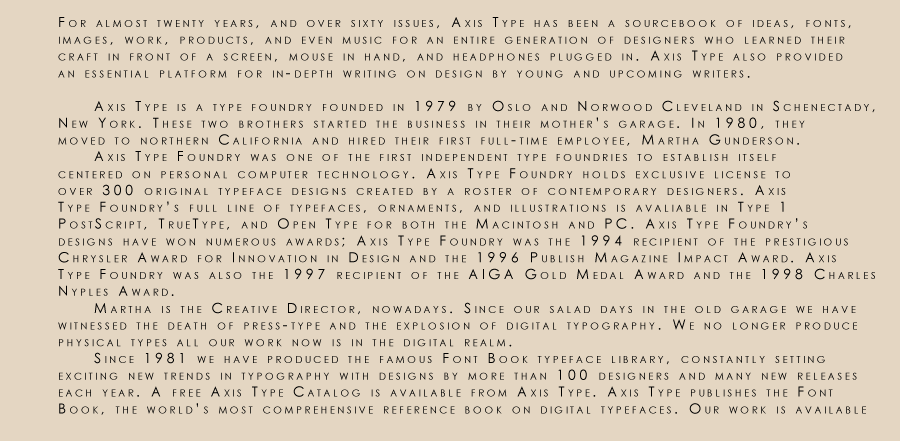 For almost twenty years, and over sixty issues, Axis Type has been a sourcebook of ideas, fonts,
images, work, products, and even music for an entire generation of designers who learned their
craft in front of a screen, mouse in hand, and headphones plugged in. Axis Type also provided
an essential platform for in-depth writing on design by young and upcoming writers.
Axis Type is a type foundry founded in 1979 by Oslo and Norwood Cleveland in Schenectady,
New York. These two brothers started the business in their mother's garage. In 1980, they
moved to northern California and hired their first full-time employee, Martha Gunderson.
Axis Type Foundry was one of the first independent type foundries to establish itself
centered on personal computer technology. Axis Type Foundry holds exclusive license to
over 300 original typeface designs created by a roster of contemporary designers. Axis
Type Foundry's full line of typefaces, ornaments, and illustrations is avaliable in Type 1
PostScript, TrueType, and Open Type for both the Macintosh and PC. Axis Type Foundry's
designs have won numerous awards; Axis Type Foundry was the 1994 recipient of the prestigious
Chrysler Award for Innovation in Design and the 1996 Publish Magazine Impact Award. Axis
Type Foundry was also the 1997 recipient of the AIGA Gold Medal Award and the 1998 Charles
Nyples Award.
Martha is the Creative Director, nowadays. Since our salad days in the old garage we have
witnessed the death of press-type and the explosion of digital typography. We no longer produce
physical types all our work now is in the digital realm.
Since 1981 we have produced the famous Font Book typeface library, constantly setting
exciting new trends in typography with designs by more than 100 designers and many new releases
each year. A free Axis Type Catalog is available from Axis Type. Axis Type publishes the Font
Book, the world's most comprehensive reference book on digital typefaces. Our work is available